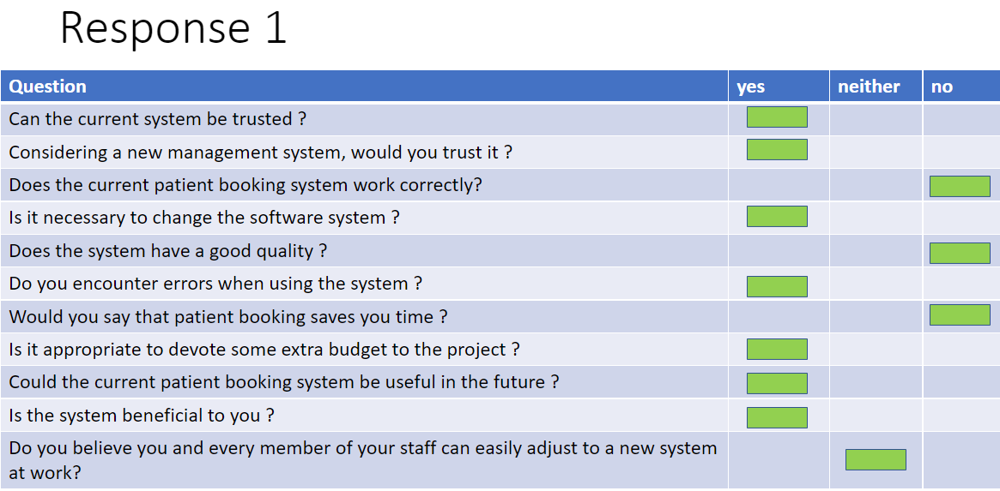 Response 1
Question yes neither no
Can the current system be trusted ?
Considering a new management system, would you trust it ?
Does the current patient booking system work correctly?
Is it necessary to change the software system ?
Does the system have a good quality ?
Do you encounter errors when using the system ?
Would you say that patient booking saves you time ?
Is it appropriate to devote some extra budget to the project ?
Could the current patient booking system be useful in the future ?
Is the system beneficial to you ?
Do you believe you and every member of your staff can easily adjust to a new system
at work?